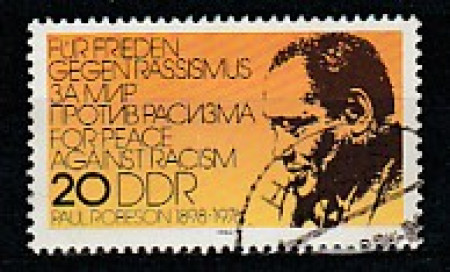 FÜR FRIEDEN
GEGEN RASSISMUS
ЗА МИР
ПРОТИВ РАСИЗМА
FOR PEACE
AGAINST RACISM
20 DDR
PAUL ROBESON 1898-1976